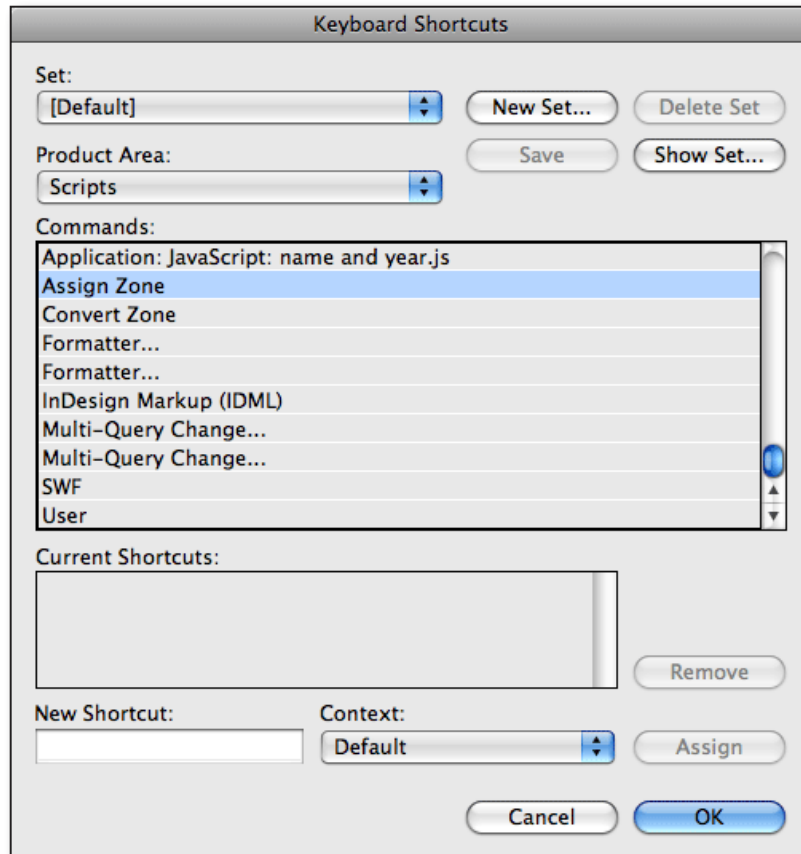 Keyboard Shortcuts
Set:
[Default]
New Set...
Delete Set
Product Area:
Save
Show Set...
Scripts
Commands:
Application: JavaScript: name and year.js
Assign Zone
Convert Zone
Formatter...
Formatter...
InDesign Markup (IDML)
Multi-Query Change...
Multi-Query Change...
SWF
User
Current Shortcuts:
Remove
New Shortcut:
Context:
Default
Assign
Cancel
OK